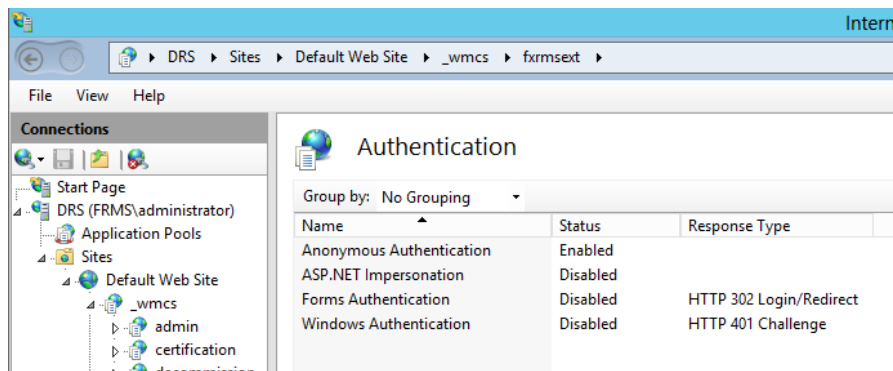 Intern
DRS Sites Default Web Site _wmcs fxrmsext
File View Help
Connections
Authentication
Start Page
DRS (FRMS\administrator)
Application Pools
Sites
Default Web Site
_wmcs
admin
certification
Group by: No Grouping
Name Status Response Type
Anonymous Authentication Enabled
ASP.NET Impersonation Disabled
Forms Authentication Disabled HTTP 302 Login/Redirect
Windows Authentication Disabled HTTP 401 Challenge